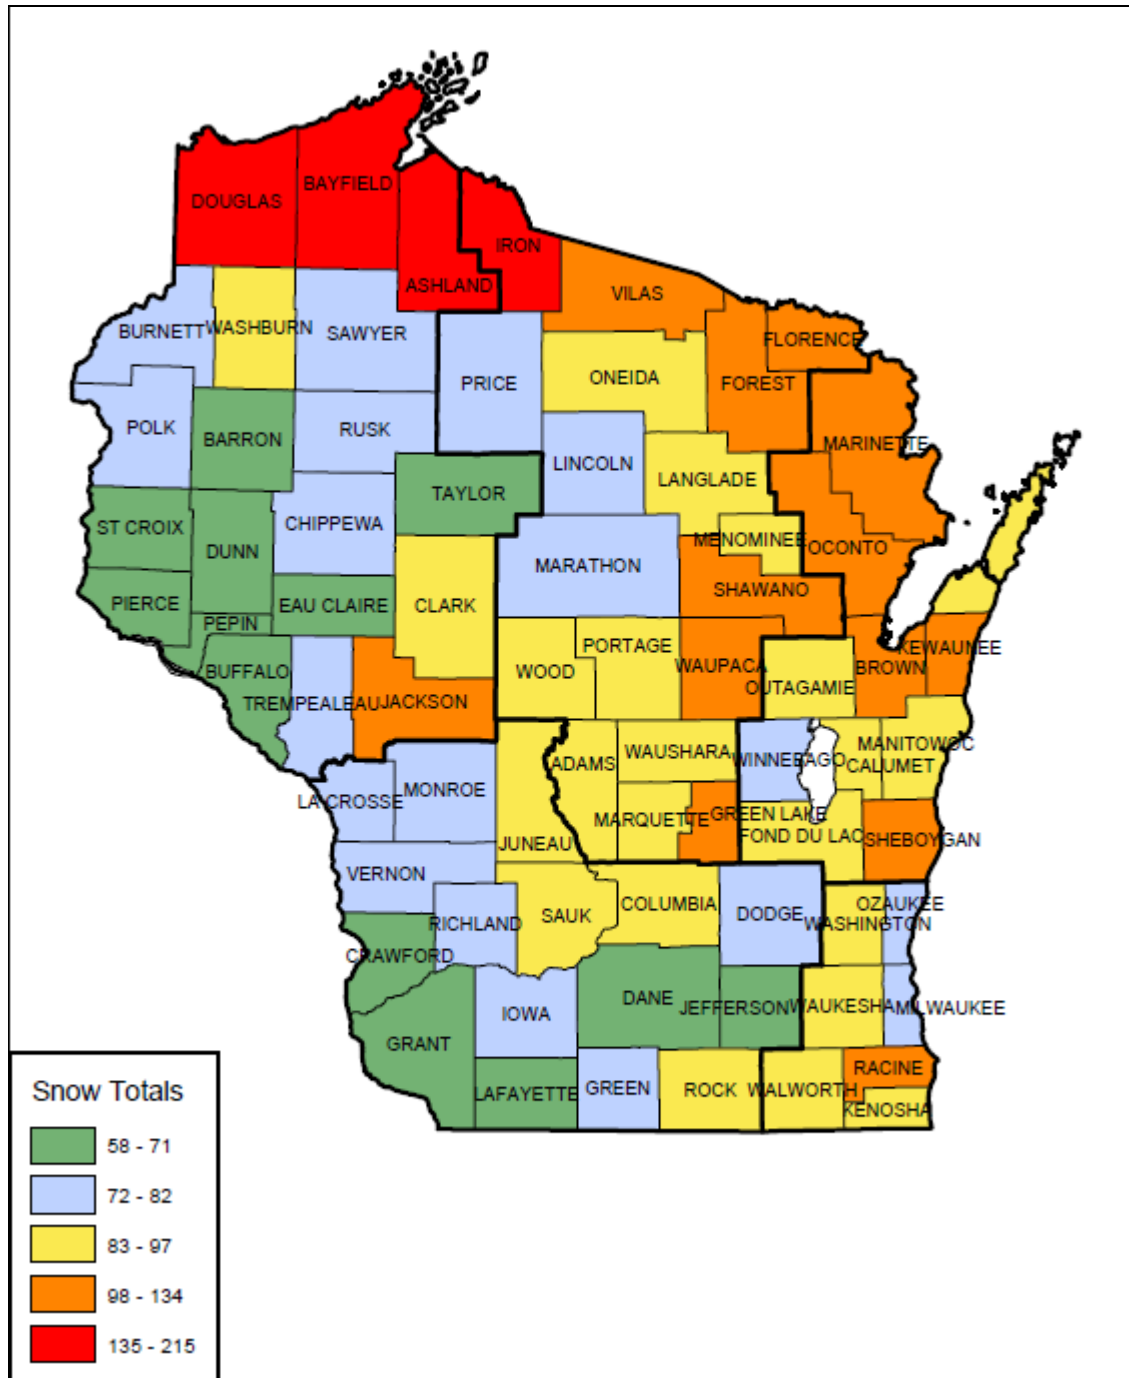 BAYFIELD
DOUGLAS
IRON
ASHLAND
VILAS
BURNETT
WASHBURN
SAWYER
FLORENCE
PRICE
ONEIDA
FOREST
POLK
BARRON
RUSK
MARINETTE
LINCOLN
LANGLADE
TAYLOR
ST CROIX
CHIPPEWA
DUNN
MENOMINEE
OCONTO
MARATHON
SHAWANO
PIERCE
EAU CLAIRE
CLARK
PEPIN
PORTAGE
KEWAUNEE
WOOD
WAUPACA
BROWN
BUFFALO
OUTAGAMIE
TREMPEALEAU
JACKSON
MANITOWOC
WAUSHARA
WINNEBAGO
ADAMS
CALUMET
MONROE
LA CROSSE
GREEN LAKE
MARQUETTE
FOND DU LAC
SHEBOYGAN
JUNEAU
VERNON
COLUMBIA
OZAUKEE
DODGE
SAUK
RICHLAND
WASHINGTON
CRAWFORD
DANE
JEFFERSON
WAUKESHA
MILWAUKEE
IOWA
GRANT
RACINE
LAFAYETTE
GREEN
ROCK
WALWORTH
KENOSHA
Snow Totals
58 - 71
72 - 82
83 - 97
98 - 134
135 - 215